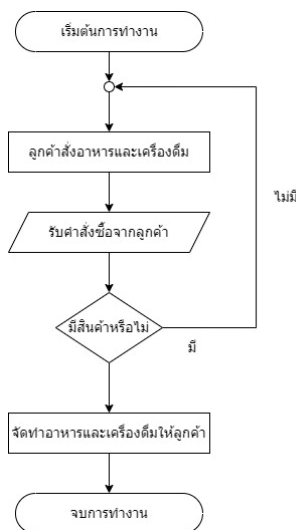 เริ่มต้นการทำงาน
ลูกค้าสั่งอาหารและเครื่องดื่ม
ไม่มี
รับคำสั่งซื้อจากลูกค้า
มีสินค้าหรือไม่
มี
จัดทำอาหารและเครื่องดื่มให้ลูกค้า
จบการทำงาน